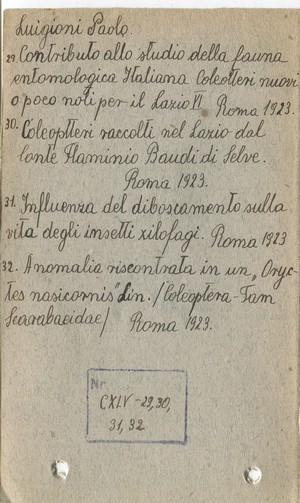 Luigioni Paolo.
29. Contributo allo studio della fauna
entomologica Italiana Coleotteri nuovi
o poco noti per il Lazio VI Roma 1923.
30. Coleoptteri raccolti nel Lazio dal
conte Flaminio Baudi di Selve.
Roma 1923.
31. Influenza del diboscamento sulla
vita degli insetti xilofagi. Roma 1923
32. Anomalia riscontrata in un „Oryc-
tes nasicornis" Lin. /Coleoptera-Fam
Scarabaeidae/ Roma 1923.
Nr.
CXLV-29,30,
31, 32